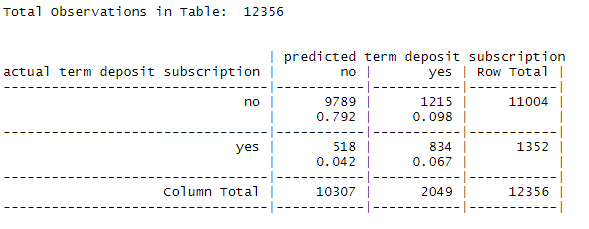 Total Observations in Table:  12356
                             | predicted term deposit subscription
actual term deposit subscription |        no |       yes | Row Total |
---------------------------------|-----------|-----------|-----------|
                              no |      9789 |      1215 |     11004 |
                                 |     0.792 |     0.098 |           |
---------------------------------|-----------|-----------|-----------|
                             yes |       518 |       834 |      1352 |
                                 |     0.042 |     0.067 |           |
---------------------------------|-----------|-----------|-----------|
                    Column Total |     10307 |      2049 |     12356 |
---------------------------------|-----------|-----------|-----------|